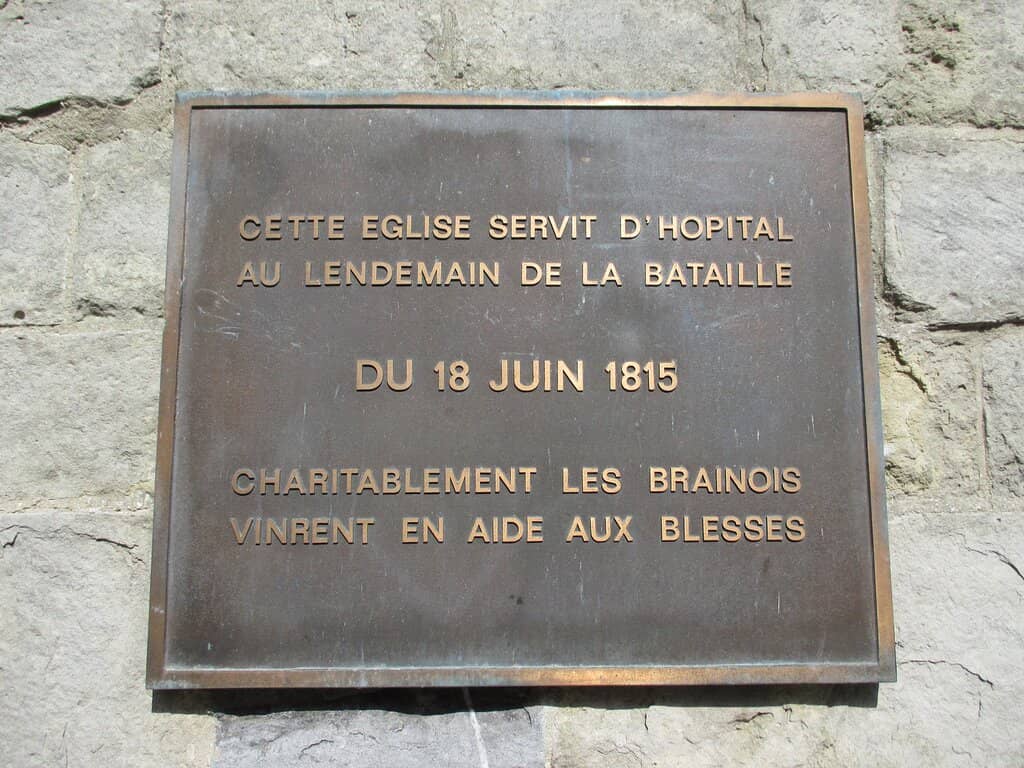 CETTE EGLISE SERVIT D'HOPITAL
AU LENDEMAIN DE LA BATAILLE
DU 18 JUIN 1815
CHARITABLEMENT LES BRAINOIS
VINRENT EN AIDE AUX BLESSES